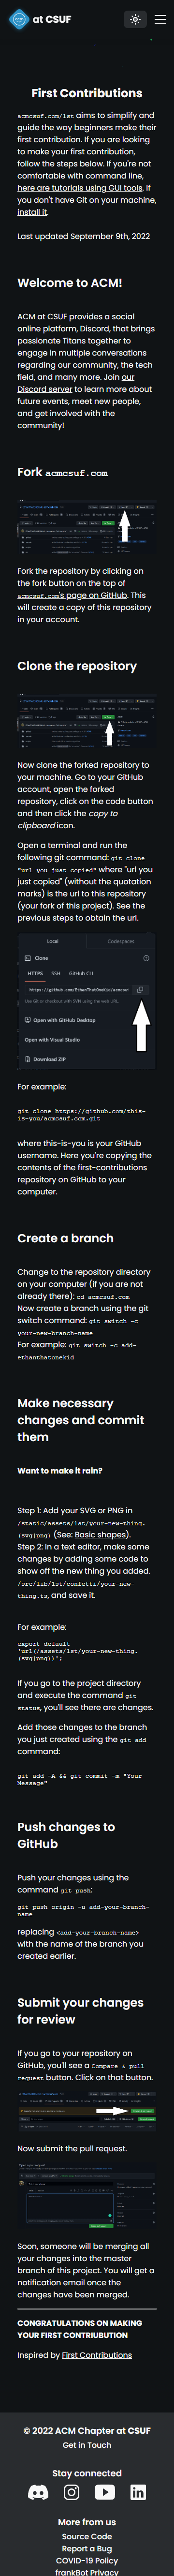 at CSUF
First Contributions
acmcsuf.com/1st aims to simplify and
guide the way beginners make their
first contribution. If you are looking
to make your first contribution,
follow the steps below. If you're not
comfortable with command line,
here are tutorials using GUI tools. If
you don't have Git on your machine,
install it.
Last updated September 9th, 2022
Welcome to ACM!
ACM at CSUF provides a social
online platform, Discord, that brings
passionate Titans together to
engage in multiple conversations
regarding our community, the tech
field, and many more. Join our
Discord server to learn more about
future events, meet new people,
and get involved with the
community!
Fork acmcsuf.com
Fork the repository by clicking on
the fork button on the top of
acmcsuf.com's page on GitHub. This
will create a copy of this repository
in your account.
Clone the repository
Now clone the forked repository to
your machine. Go to your GitHub
account, open the forked
repository, click on the code button
and then click the copy to
clipboard icon.
Open a terminal and run the
following git command: git clone
"url you just copied" where "url you
just copied" (without the quotation
marks) is the url to this repository
(your fork of this project). See the
previous steps to obtain the url.
Local
Codespaces
Clone
HTTPS SSH GitHub CLI
https://github.com/EthanThatOneKid/acmcsu
Use Git or checkout with SVN using the web URL.
Open with GitHub Desktop
Open with Visual Studio
Download ZIP
For example:
git clone https://github.com/this-
is-you/acmcsuf.com.git
where this-is-you is your GitHub
username. Here you're copying the
contents of the first-contributions
repository on GitHub to your
computer.
Create a branch
Change to the repository directory
on your computer (if you are not
already there): cd acmcsuf.com
Now create a branch using the git
switch command: git switch -c
your-new-branch-name
For example: git switch -c add-
ethanthatonekid
Make necessary
changes and commit
them
Want to make it rain?
Step 1: Add your SVG or PNG in
/static/assets/1st/your-new-thing.
(svg|png) (See: Basic shapes).
Step 2: In a text editor, make some
changes by adding some code to
show off the new thing you added.
/src/lib/1st/confetti/your-new-
thing.ts, and save it.
For example:
export default
'url(/assets/1st/your-new-thing.
(svg|png))';
If you go to the project directory
and execute the command git
status, you'll see there are changes.
Add those changes to the branch
you just created using the git add
command:
git add -A && git commit -m "Your
Message"
Push changes to
GitHub
Push your changes using the
command git push:
git push origin -u add-your-branch-
name
replacing <add-your-branch-name>
with the name of the branch you
created earlier.
Submit your changes
for review
If you go to your repository on
GitHub, you'll see a Compare & pull
request button. Click on that button.
Now submit the pull request.
Soon, someone will be merging all
your changes into the master
branch of this project. You will get a
notification email once the
changes have been merged.
CONGRATULATIONS ON MAKING
YOUR FIRST CONTRIUBUTION
Inspired by First Contributions
© 2022 ACM Chapter at CSUF
Get in Touch
Stay connected
More from us
Source Code
Report a Bug
COVID-19 Policy
frankBot Privacy